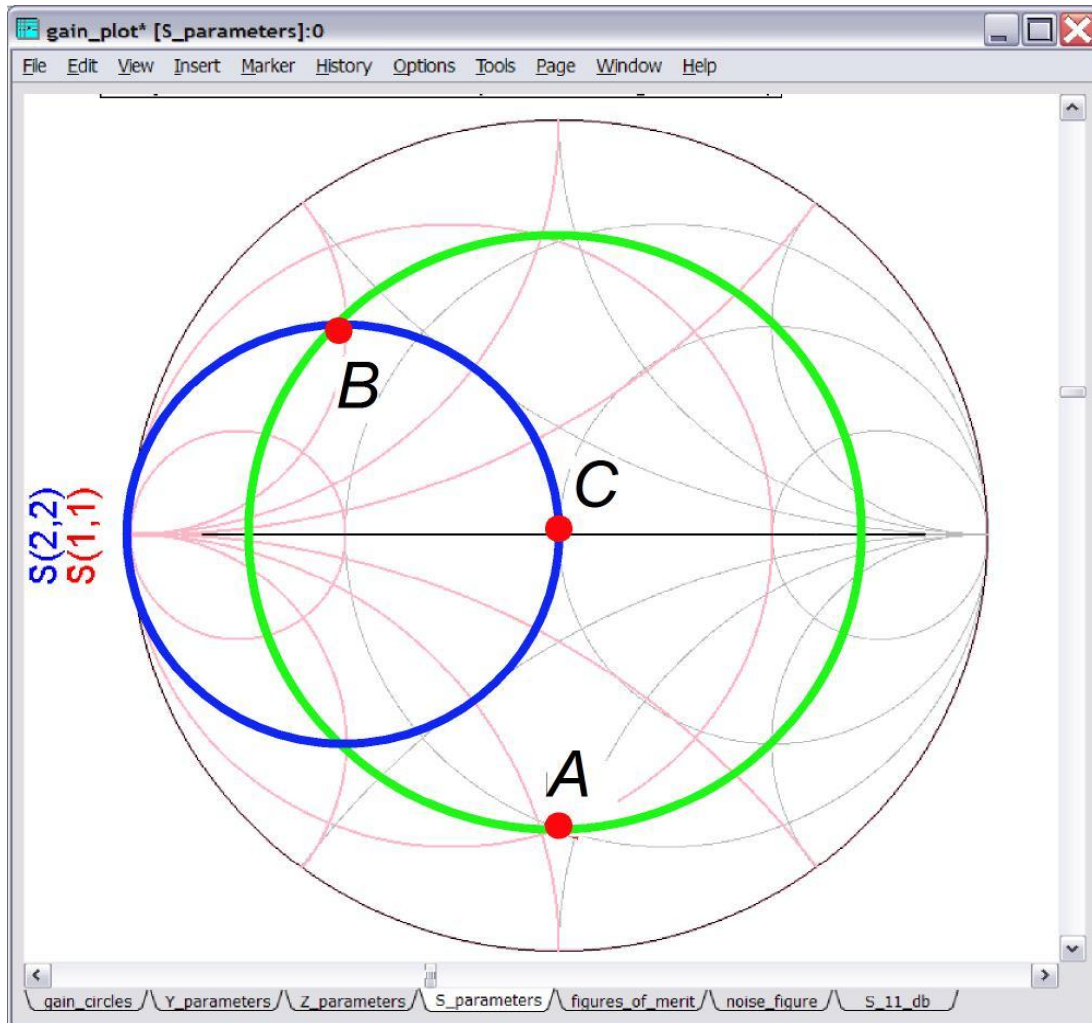 gain_plot* [S_parameters]:0
File Edit View Insert Marker History Options Tools Page Window Help
B
C
S(2,2)
S(1,1)
A
gain_circles Y_parameters Z_parameters S_parameters figures_of_merit noise_figure S_11_db